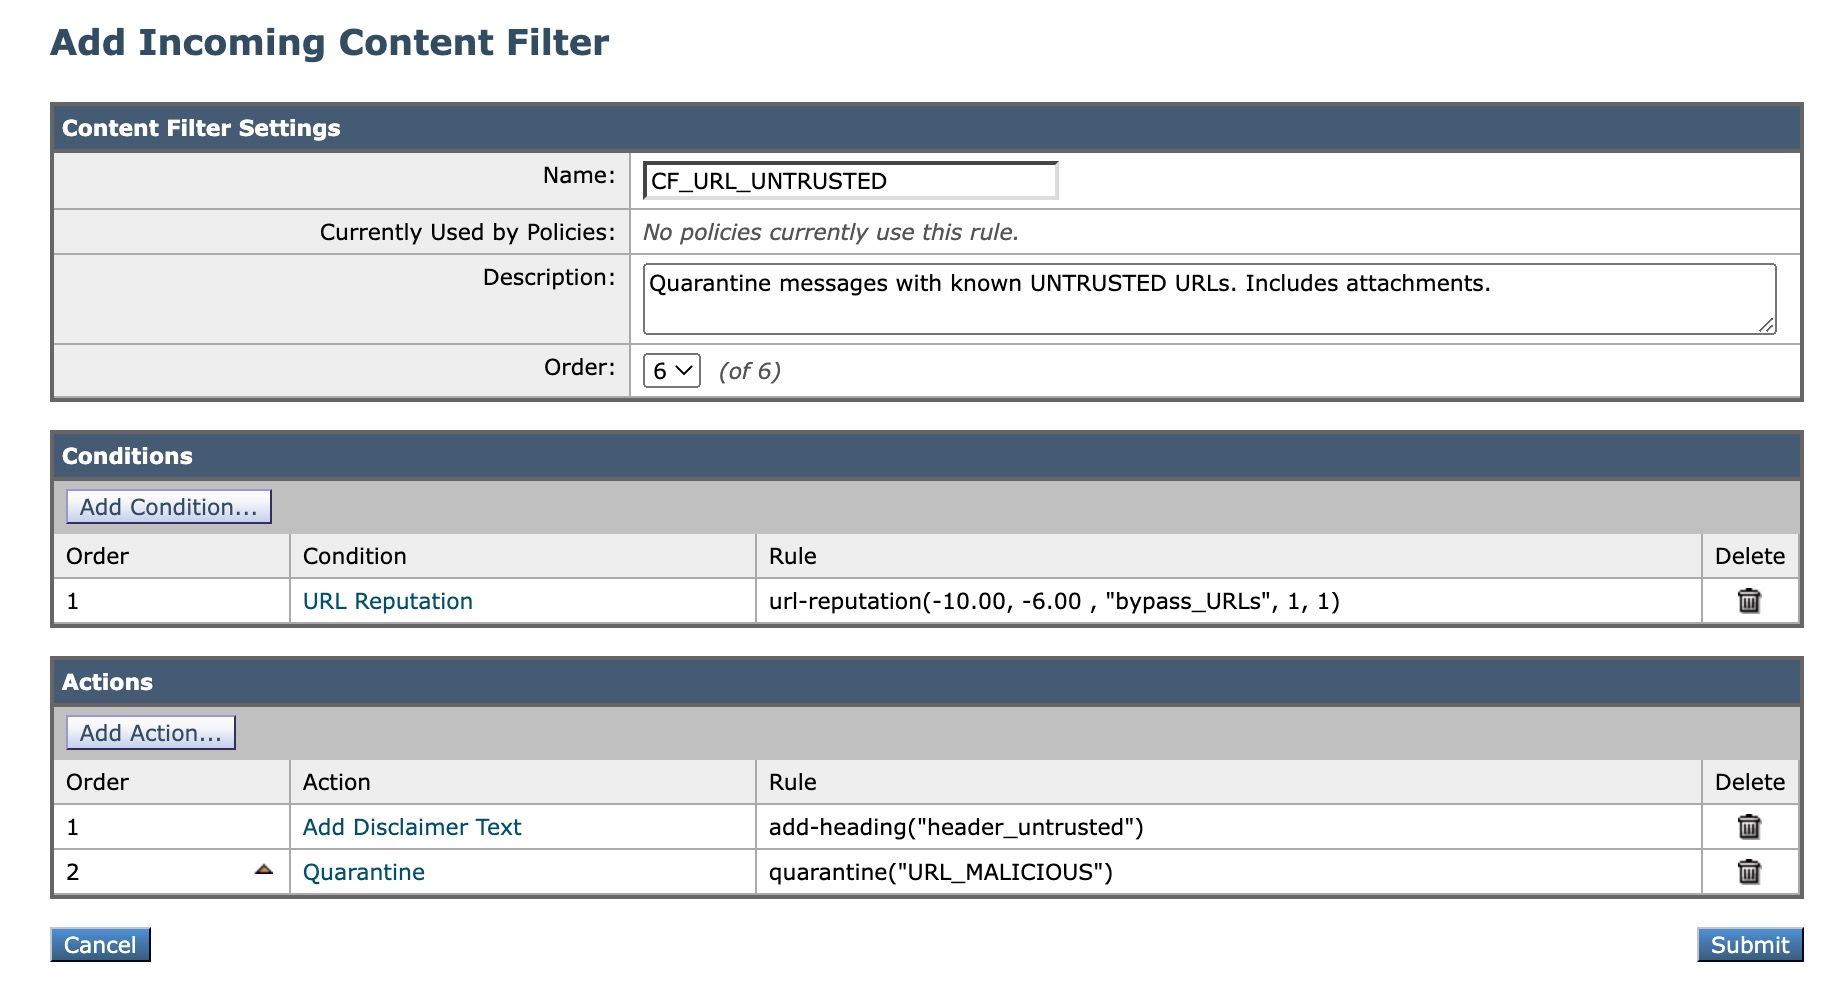 Add Incoming Content Filter
Content Filter Settings
Name: CF_URL_UNTRUSTED
Currently Used by Policies: No policies currently use this rule.
Description: Quarantine messages with known UNTRUSTED URLs. Includes attachments.
Order: 6 (of 6)
Conditions
Add Condition...
Order Condition Rule Delete
1 URL Reputation url-reputation(-10.00, -6.00 , "bypass_URLs", 1, 1)
Actions
Add Action...
Order Action Rule Delete
1 Add Disclaimer Text add-heading("header_untrusted")
2 Quarantine quarantine("URL_MALICIOUS")
Cancel Submit